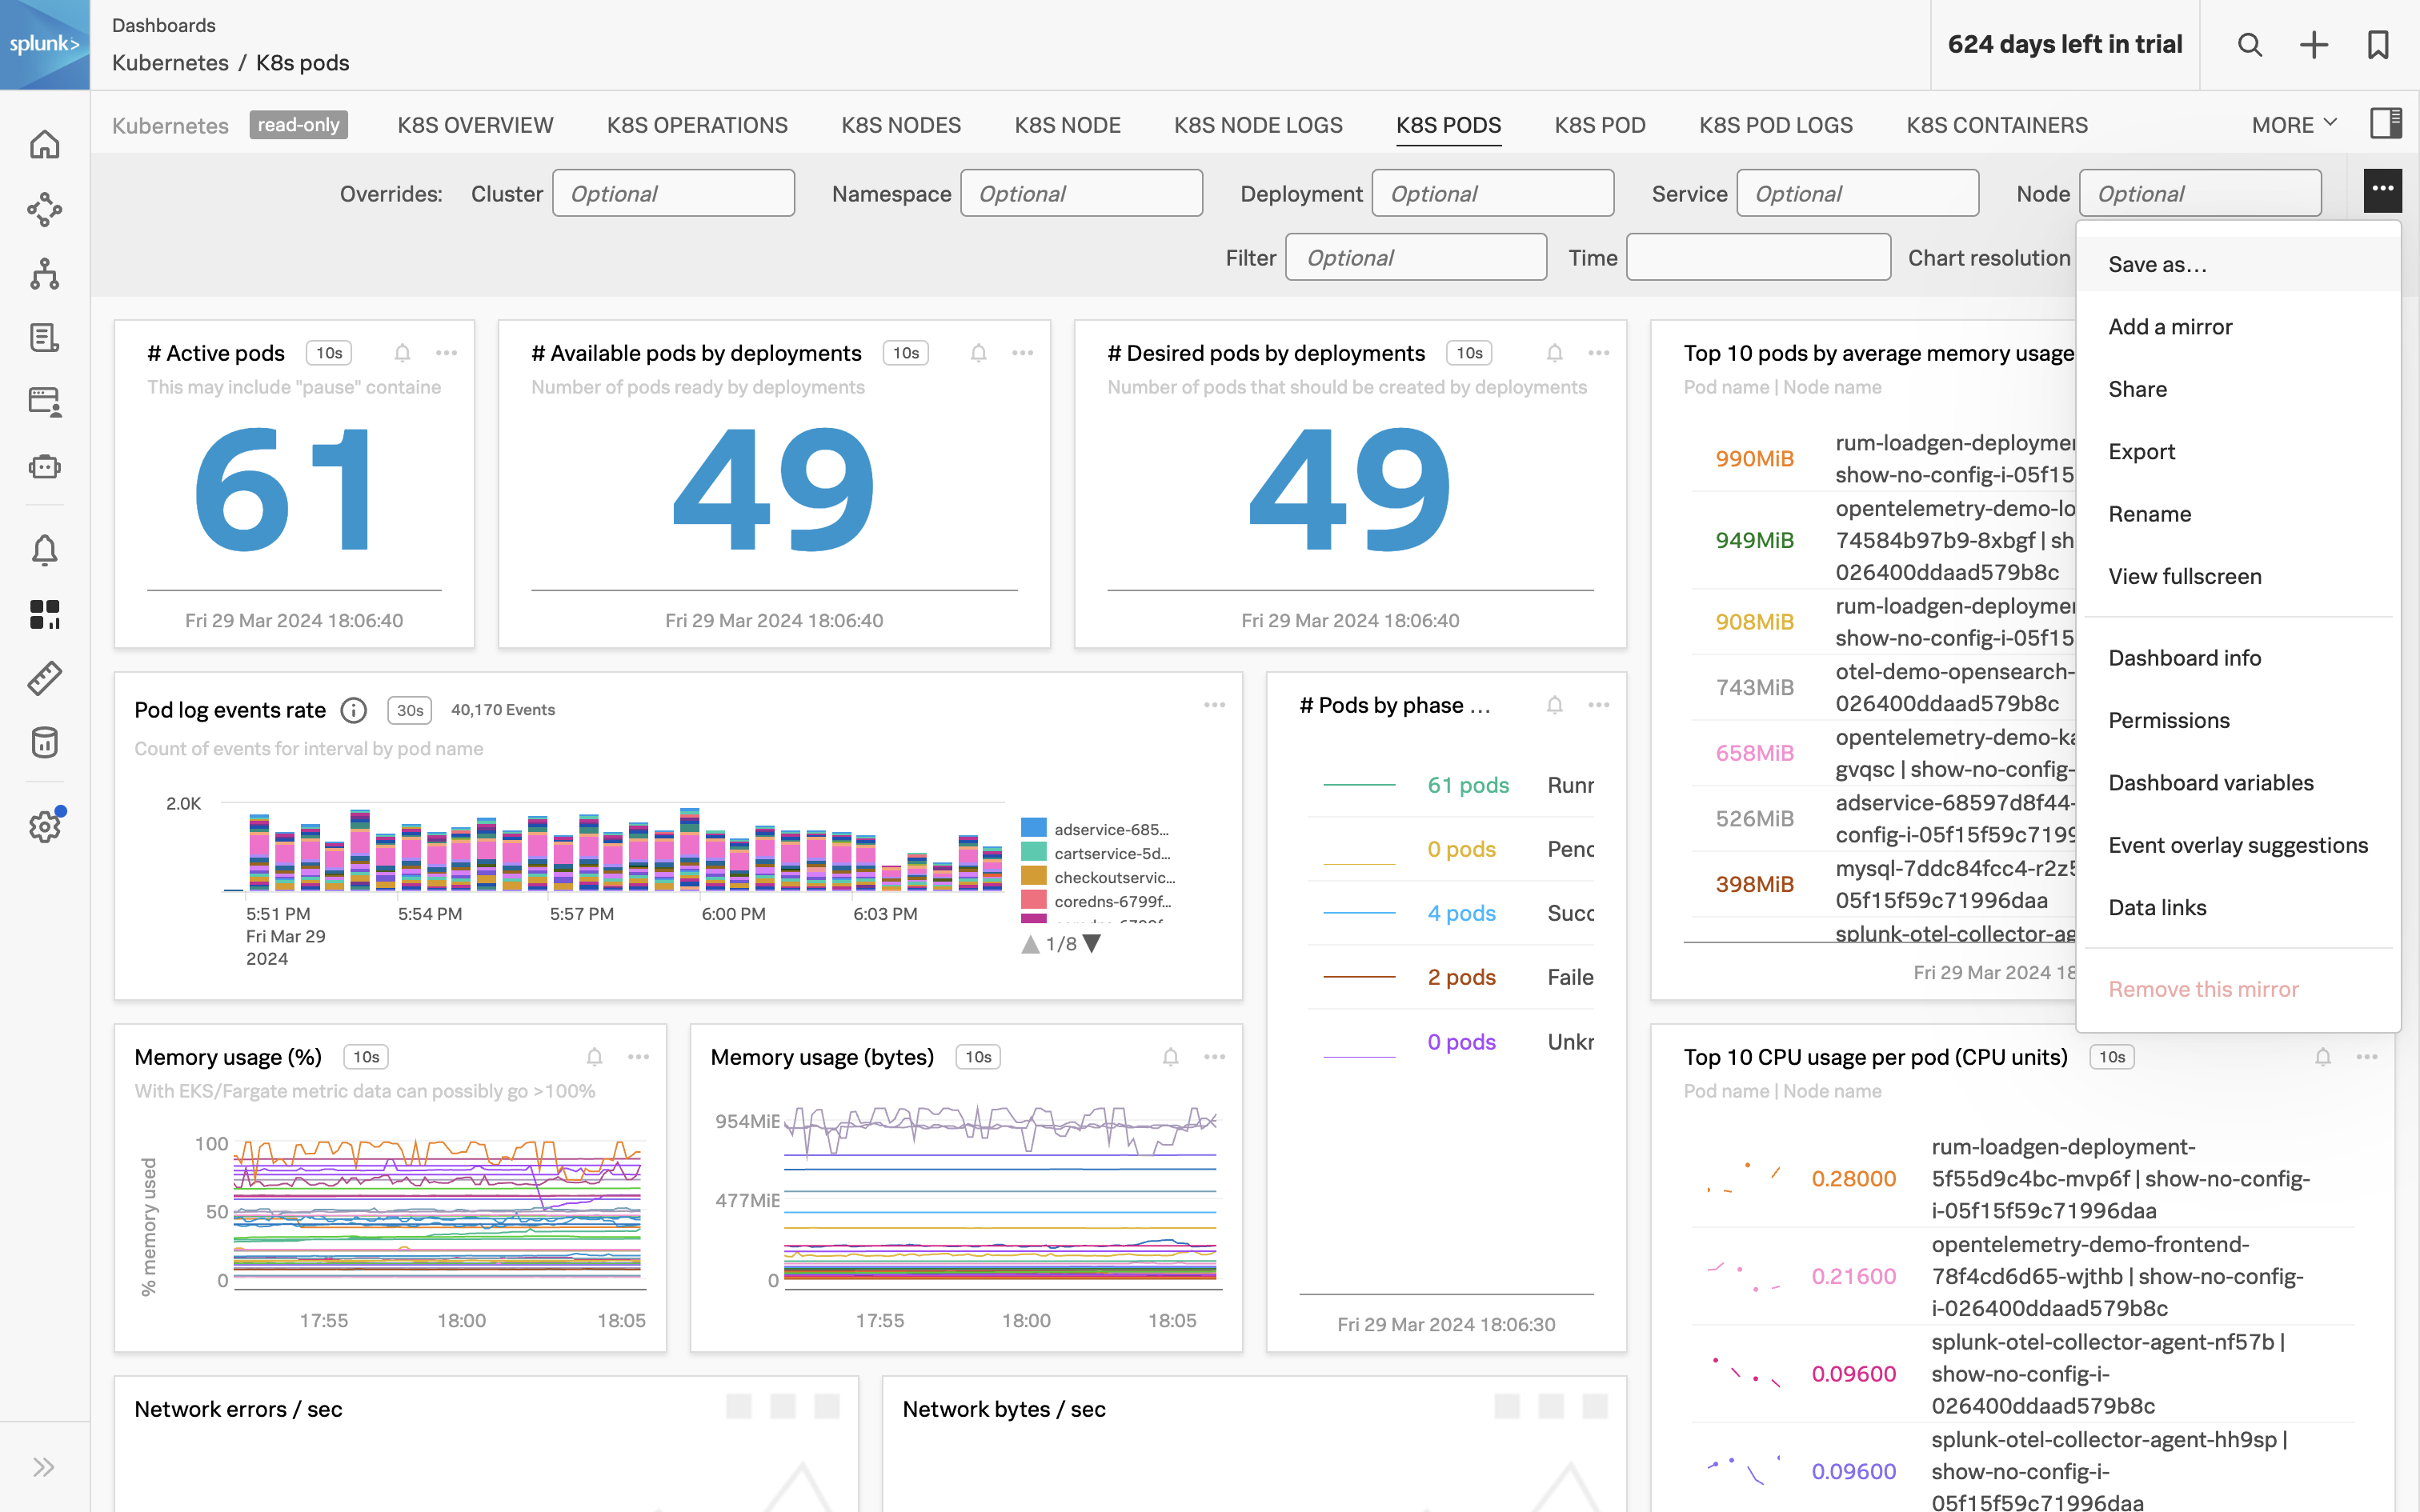 splunk>
Dashboards
Kubernetes / K8s pods
624 days left in trial
Kubernetes read-only K8S OVERVIEW K8S OPERATIONS K8S NODES K8S NODE K8S NODE LOGS K8S PODS K8S POD K8S POD LOGS K8S CONTAINERS MORE
Overrides: Cluster Optional Namespace Optional Deployment Optional Service Optional Node Optional
Filter Optional Time Chart resolution
Save as…
Add a mirror
Share
Export
Rename
View fullscreen
Dashboard info
Permissions
Dashboard variables
Event overlay suggestions
Data links
Remove this mirror
# Active pods 10s
This may include "pause" containe
61
Fri 29 Mar 2024 18:06:40
# Available pods by deployments 10s
Number of pods ready by deployments
49
Fri 29 Mar 2024 18:06:40
# Desired pods by deployments 10s
Number of pods that should be created by deployments
49
Fri 29 Mar 2024 18:06:40
Top 10 pods by average memory usage
Pod name | Node name
990MiB
rum-loadgen-deploymen
show-no-config-i-05f15
949MiB
opentelemetry-demo-lo
74584b97b9-8xbgf | sh
026400ddaad579b8c
908MiB
rum-loadgen-deploymen
show-no-config-i-05f15
743MiB
otel-demo-opensearch-
026400ddaad579b8c
658MiB
opentelemetry-demo-ka
gvqsc | show-no-config-
526MiB
adservice-68597d8f44-
config-i-05f15f59c7199
398MiB
mysql-7ddc84fcc4-r2z5
05f15f59c71996daa
splunk-otel-collector-ag
Fri 29 Mar 2024 18
Pod log events rate 30s 40,170 Events
Count of events for interval by pod name
2.0K
5:51 PM 5:54 PM 5:57 PM 6:00 PM 6:03 PM
Fri Mar 29
2024
adservice-685...
cartservice-5d...
checkoutservic...
coredns-6799f...
1/8
# Pods by phase …
61 pods Runr
0 pods Penc
4 pods Succ
2 pods Faile
0 pods Unkr
Fri 29 Mar 2024 18:06:30
Memory usage (%) 10s
With EKS/Fargate metric data can possibly go >100%
% memory used
100
50
0
17:55 18:00 18:05
Memory usage (bytes) 10s
954MiB
477MiB
0
17:55 18:00 18:05
Top 10 CPU usage per pod (CPU units) 10s
Pod name | Node name
0.28000
rum-loadgen-deployment-
5f55d9c4bc-mvp6f | show-no-config-
i-05f15f59c71996daa
0.21600
opentelemetry-demo-frontend-
78f4cd6d65-wjthb | show-no-config-
i-026400ddaad579b8c
0.09600
splunk-otel-collector-agent-nf57b |
show-no-config-i-
026400ddaad579b8c
0.09600
splunk-otel-collector-agent-hh9sp |
show-no-config-i-
05f15f59c71996daa
Network errors / sec
Network bytes / sec